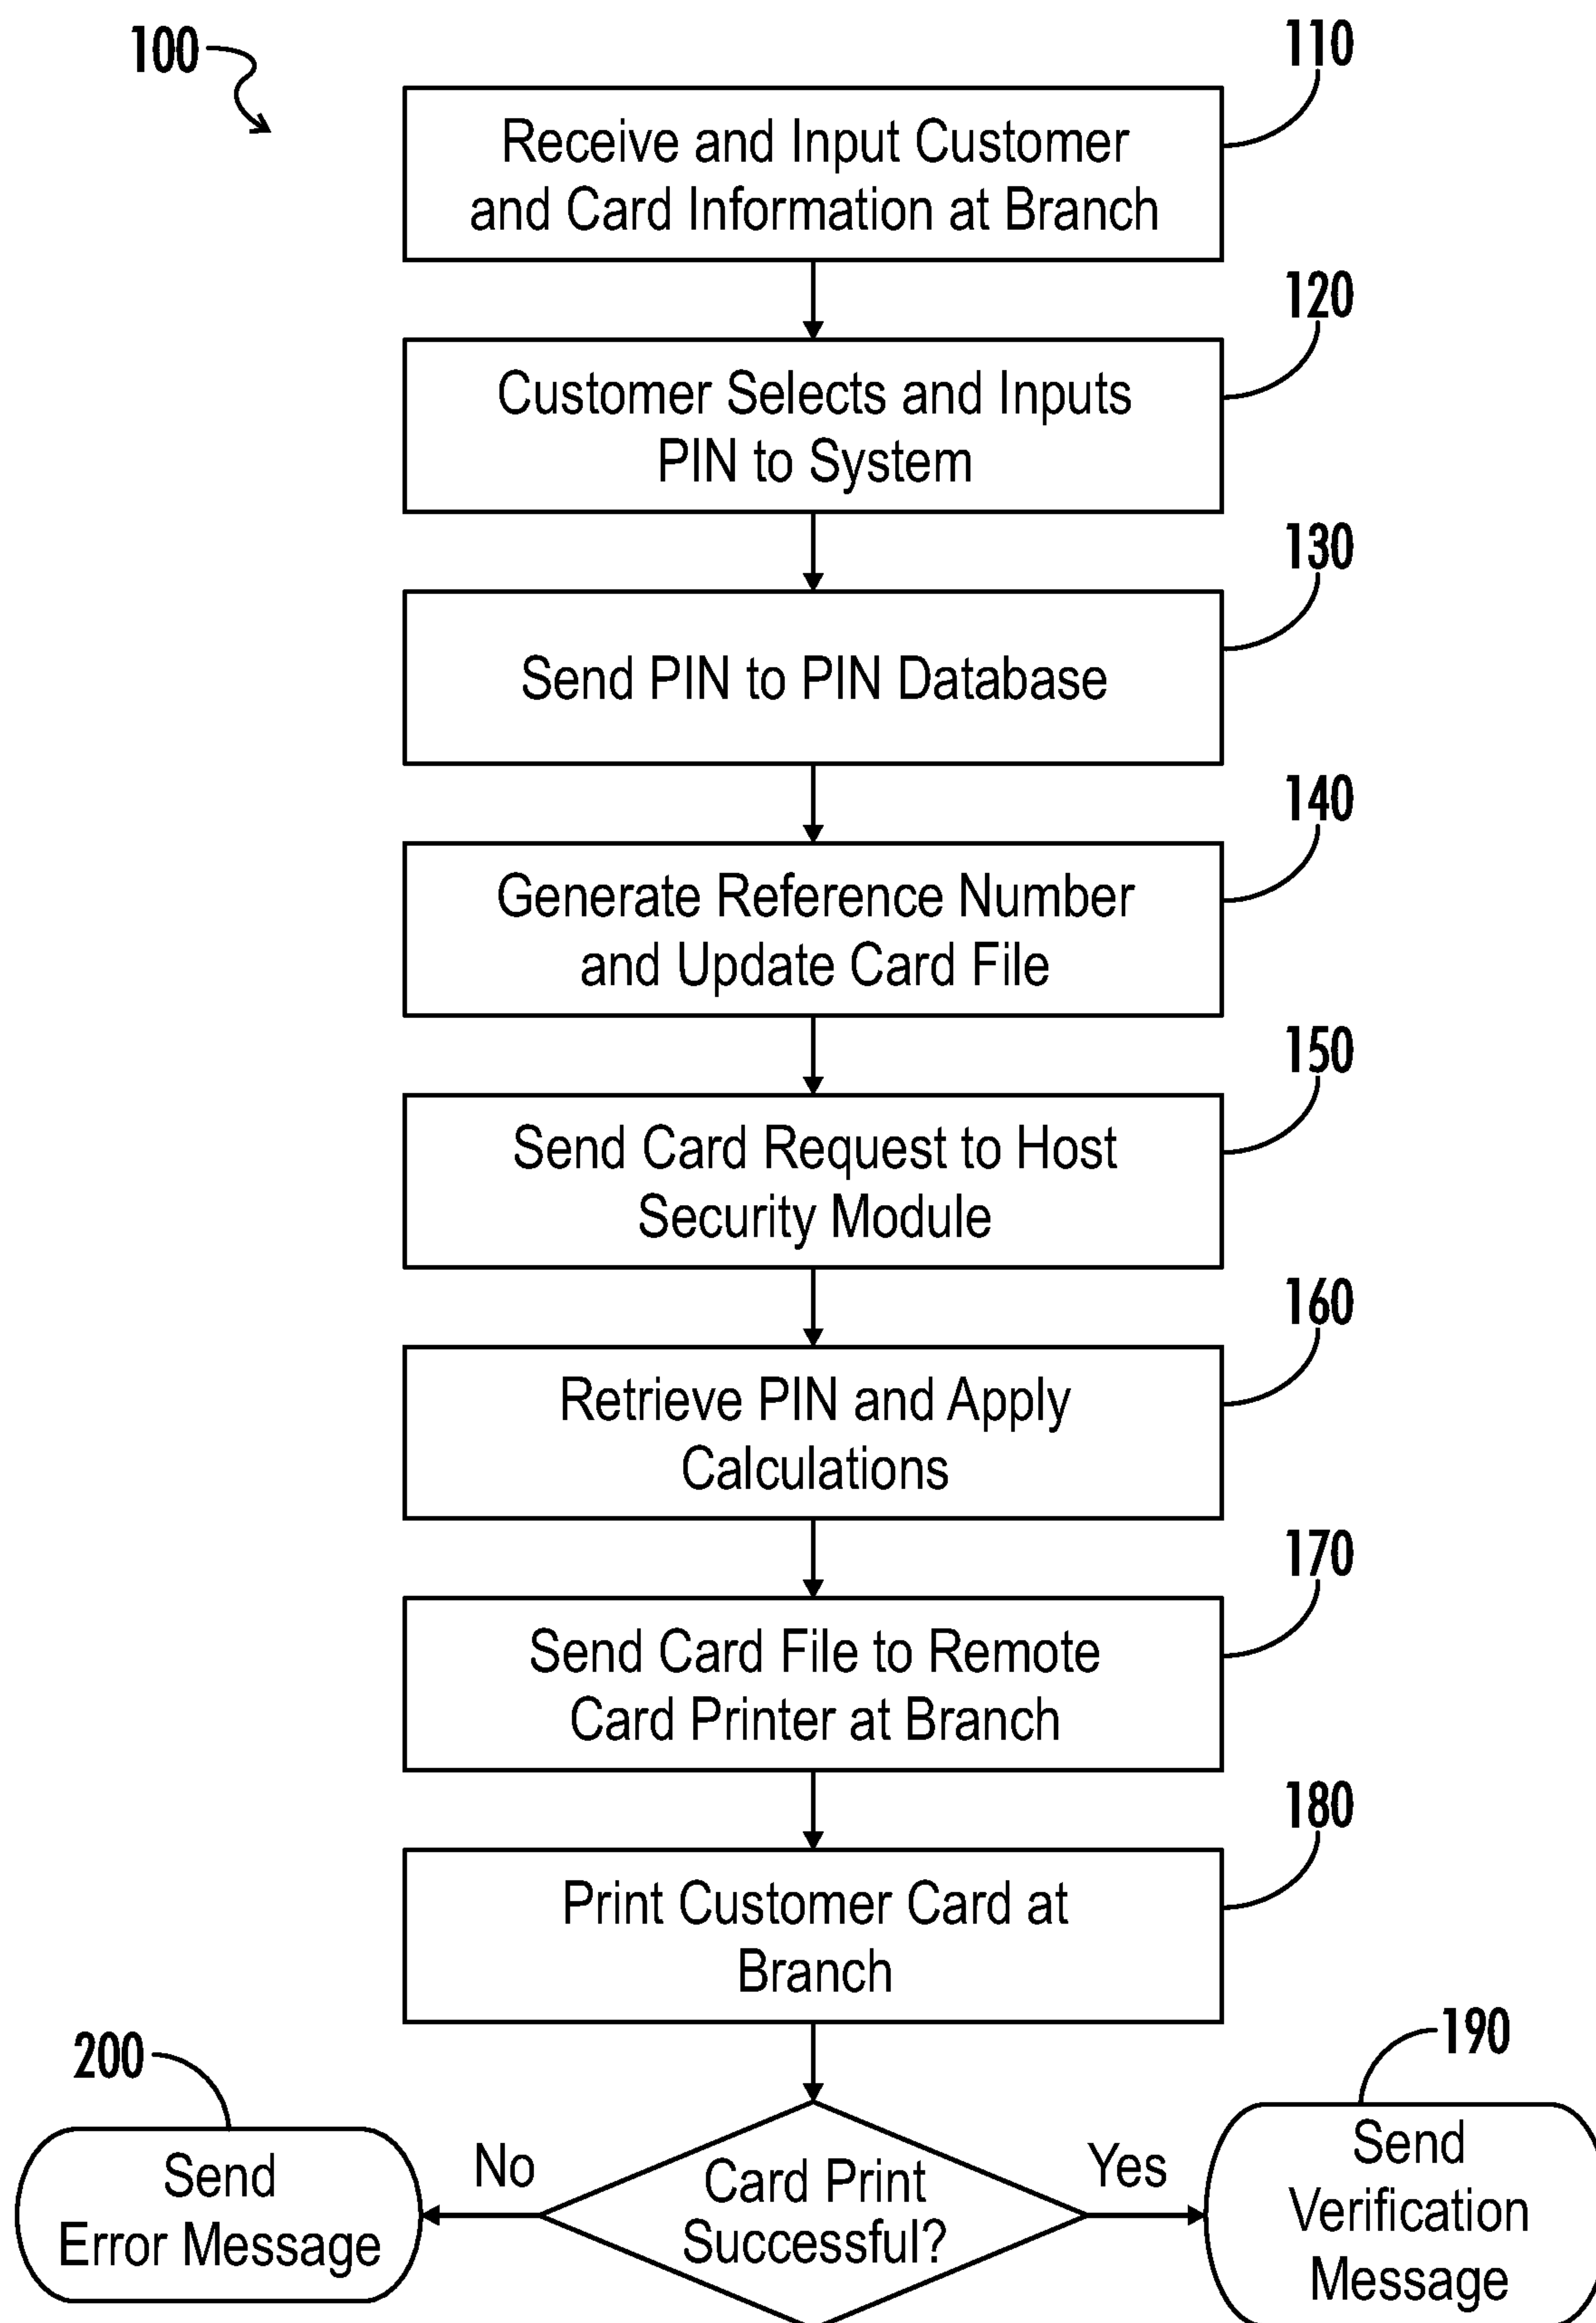 100
110
Receive and Input Customer
and Card Information at Branch
120
Customer Selects and Inputs
PIN to System
130
Send PIN to PIN Database
140
Generate Reference Number
and Update Card File
150
Send Card Request to Host
Security Module
160
Retrieve PIN and Apply
Calculations
170
Send Card File to Remote
Card Printer at Branch
180
Print Customer Card at
Branch
200
190
Send
Error Message
No
Card Print
Successful?
Yes
Send
Verification
Message